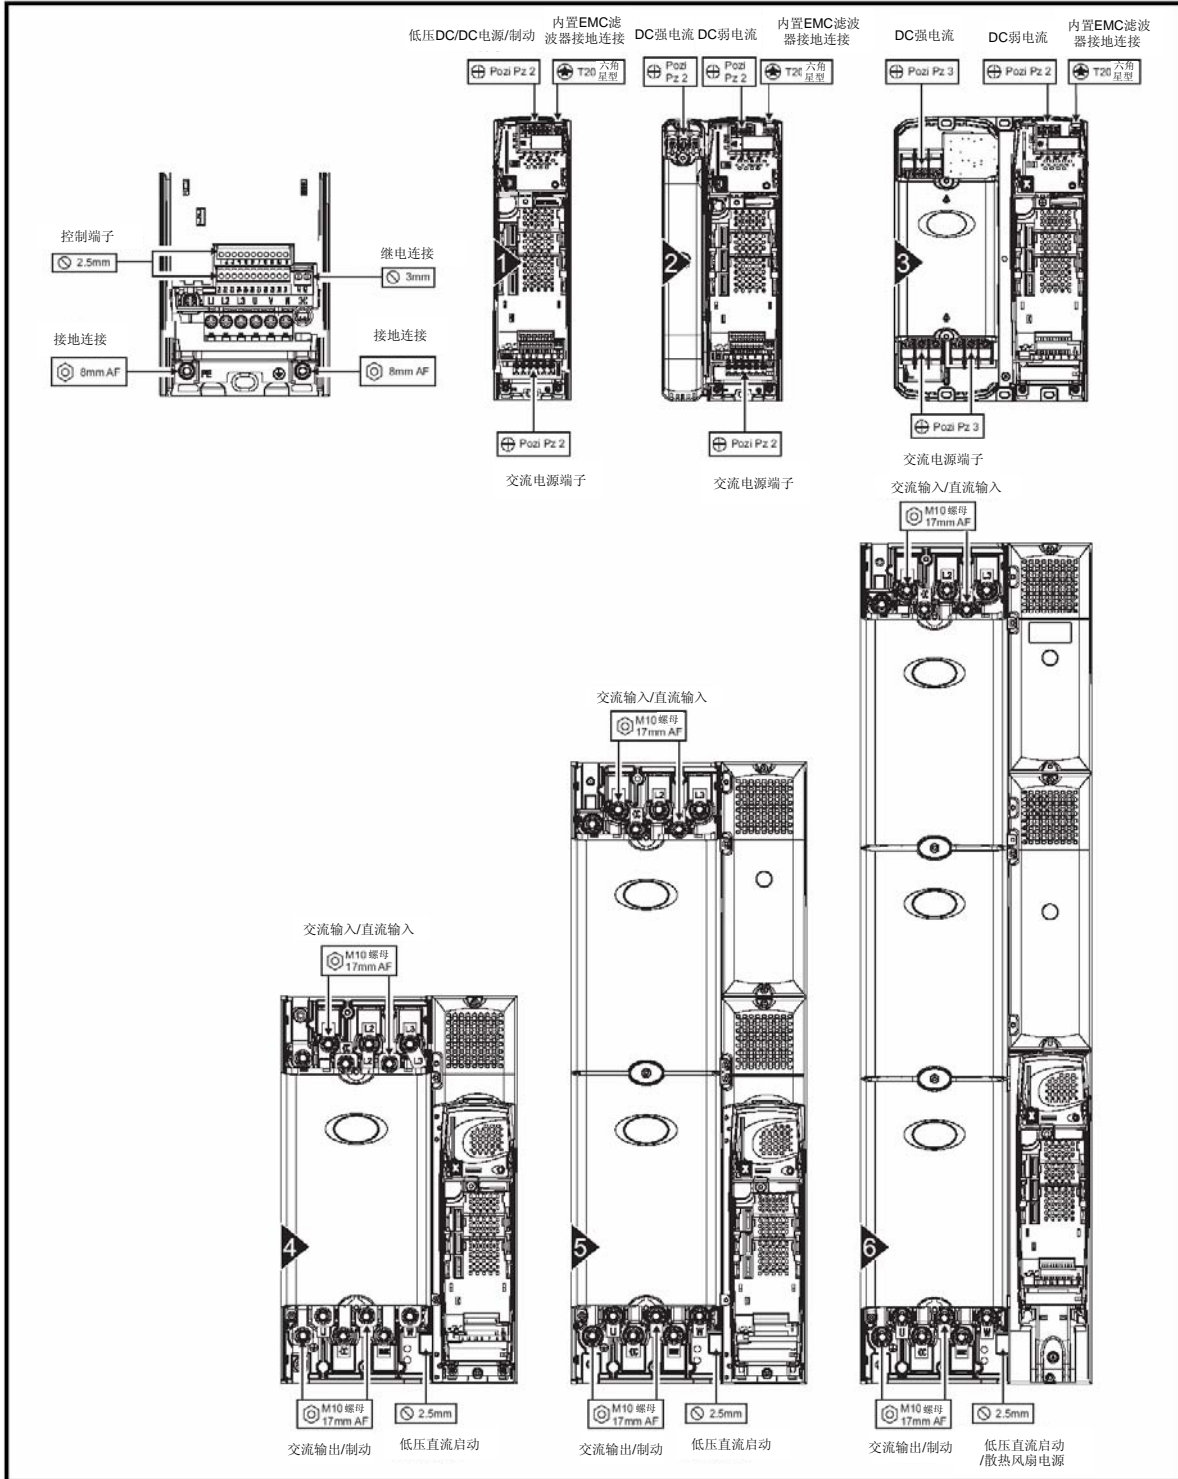 低压DC/DC电源/制动
内置EMC滤
波器接地连接
DC强电流
DC弱电流
内置EMC滤波
器接地连接
DC强电流
DC弱电流
内置EMC滤波
器接地连接
Pozi Pz 2
T20 六角
星型
Pozi
Pz 2
Pozi
Pz 2
T20 六角
星型
Pozi Pz 3
Pozi Pz 2
T20 六角
星型
控制端子
2.5mm
继电连接
3mm
L1 L2 L3 U V
接地连接
8mm AF
PE
接地连接
8mm AF
1
2
3
Pozi Pz 2
交流电源端子
Pozi Pz 2
交流电源端子
Pozi Pz 3
交流电源端子
交流输入/直流输入
M10 螺母
17mm AF
L2 L3
交流输入/直流输入
M10 螺母
17mm AF
L2 L3
交流输入/直流输入
M10 螺母
17mm AF
L2 L3
L2 L3
4
5
6
U W
U W
U W
M10 螺母
17mm AF
2.5mm
交流输出/制动
低压直流启动
M10 螺母
17mm AF
2.5mm
交流输出/制动
低压直流启动
M10 螺母
17mm AF
2.5mm
交流输出/制动
低压直流启动
/散热风扇电源